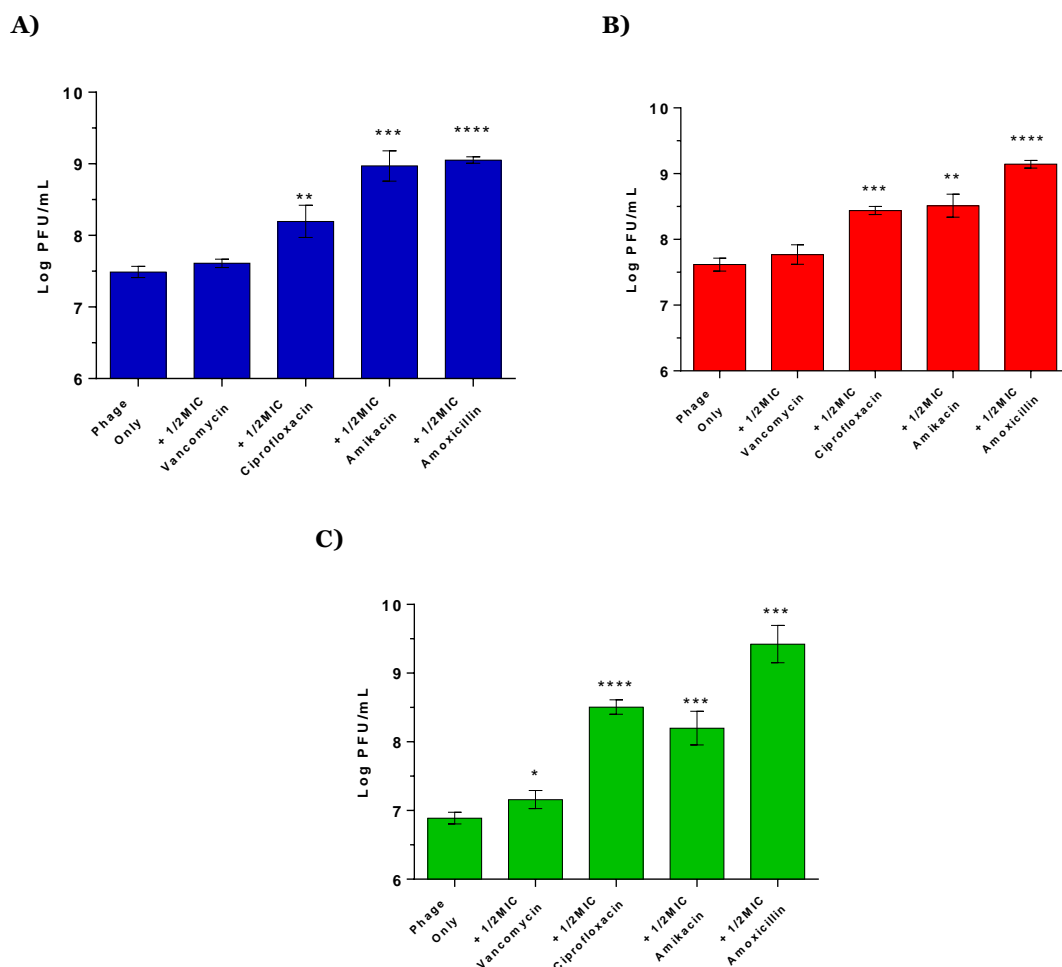 A)
Log PFU/mL
10
9
8
7
6
**
***
****
Phage
Only
+ 1/2MIC
Vancomycin
+ 1/2MIC
Ciprofloxacin
+ 1/2MIC
Amikacin
+ 1/2MIC
Amoxicillin
B)
Log PFU/mL
10
9
8
7
6
***
**
****
Phage
Only
+ 1/2MIC
Vancomycin
+ 1/2MIC
Ciprofloxacin
+ 1/2MIC
Amikacin
+ 1/2MIC
Amoxicillin
C)
Log PFU/mL
10
9
8
7
6
*
****
***
***
Phage
Only
+ 1/2MIC
Vancomycin
+ 1/2MIC
Ciprofloxacin
+ 1/2MIC
Amikacin
+ 1/2MIC
Amoxicillin